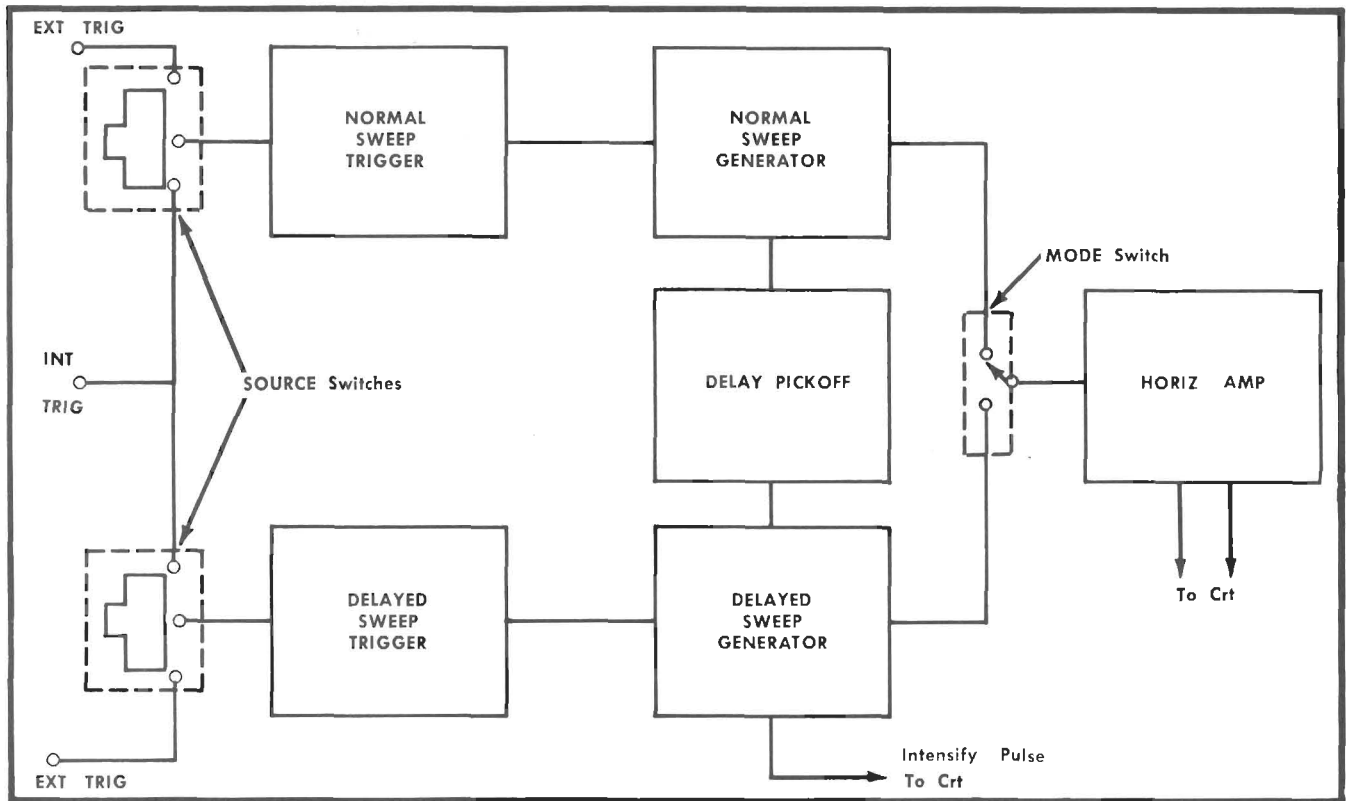 EXT TRIG
NORMAL
SWEEP
TRIGGER
NORMAL
SWEEP
GENERATOR
MODE Switch
INT
TRIG
SOURCE Switches
DELAY PICKOFF
HORIZ AMP
DELAYED
SWEEP
TRIGGER
DELAYED
SWEEP
GENERATOR
To Crt
EXT TRIG
Intensify Pulse
To Crt